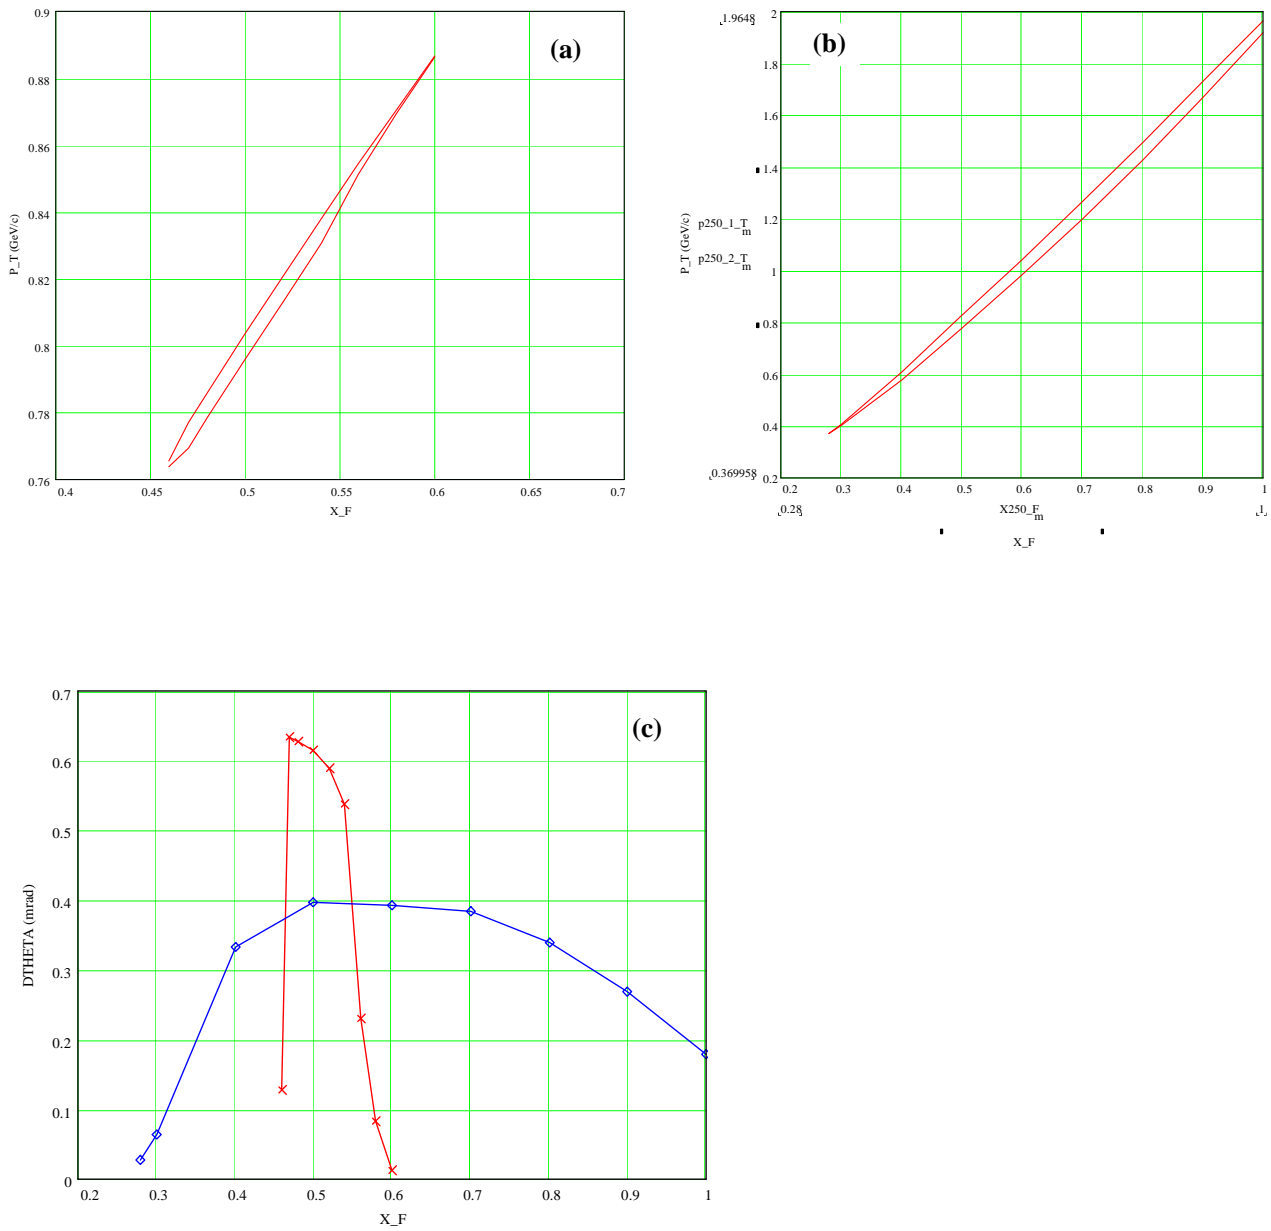 (a)
0.9
0.88
0.86
0.84
0.82
0.8
0.78
0.76
P_T (GeV/c)
0.4 0.45 0.5 0.55 0.6 0.65 0.7
X_F
(b)
1.9648
2
1.8
1.6
1.4
1.2
1
0.8
0.6
0.4
0.2
p250_1_T m
p250_2_T m
P_T (GeV/c)
0.369958
0.2 0.3 0.4 0.5 0.6 0.7 0.8 0.9 1
0.28 X250_F m 1
X_F
(c)
0.7
0.6
0.5
0.4
0.3
0.2
0.1
0
DTHETA (mrad)
0.2 0.3 0.4 0.5 0.6 0.7 0.8 0.9 1
X_F